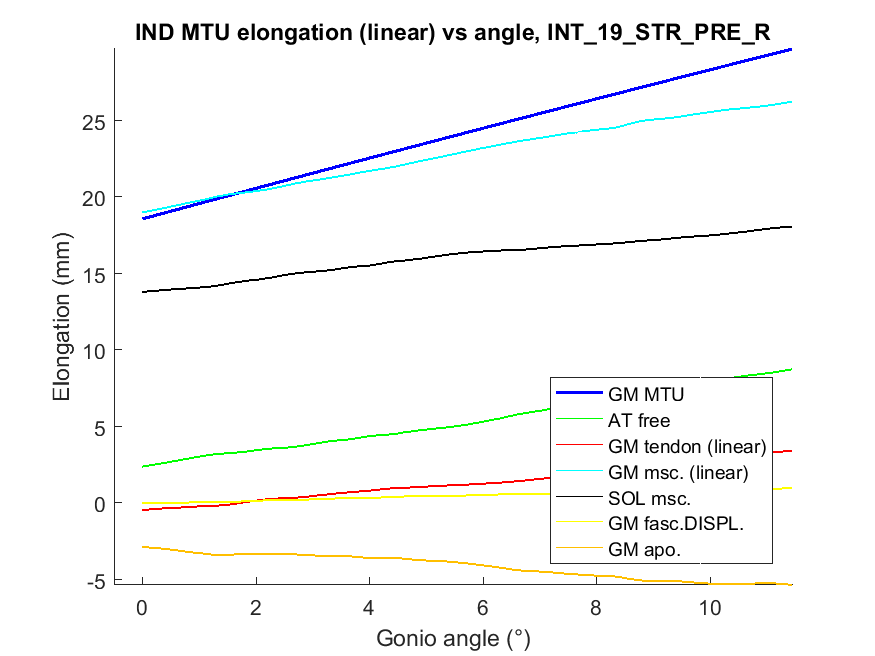 IND MTU elongation (linear) vs angle, INT_19_STR_PRE_R
Elongation (mm)
25
20
15
10
5
0
-5
GM MTU
AT free
GM tendon (linear)
GM msc. (linear)
SOL msc.
GM fasc.DISPL.
GM apo.
0 2 4 6 8 10
Gonio angle (°)